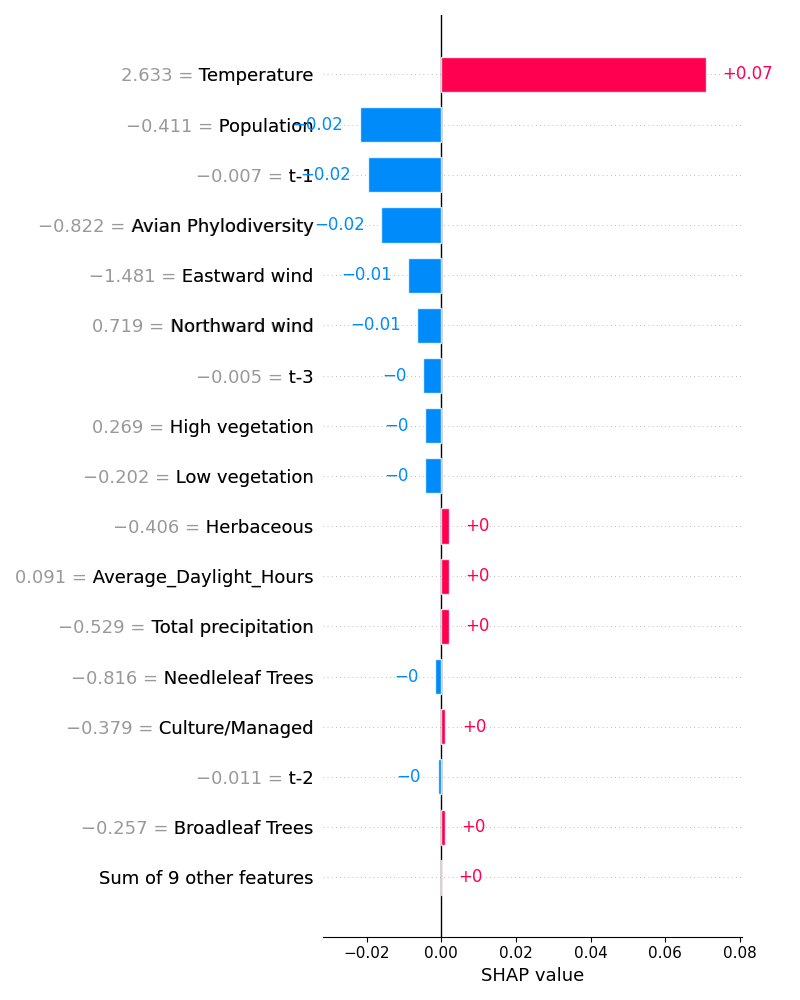 2.633 = Temperature +0.07
−0.411 = Population −0.02
−0.007 = t-1 −0.02
−0.822 = Avian Phylodiversity −0.02
−1.481 = Eastward wind −0.01
0.719 = Northward wind −0.01
−0.005 = t-3 −0
0.269 = High vegetation −0
−0.202 = Low vegetation −0
−0.406 = Herbaceous +0
0.091 = Average_Daylight_Hours +0
−0.529 = Total precipitation +0
−0.816 = Needleleaf Trees −0
−0.379 = Culture/Managed +0
−0.011 = t-2 −0
−0.257 = Broadleaf Trees +0
Sum of 9 other features +0
−0.02 0.00 0.02 0.04 0.06 0.08
SHAP value